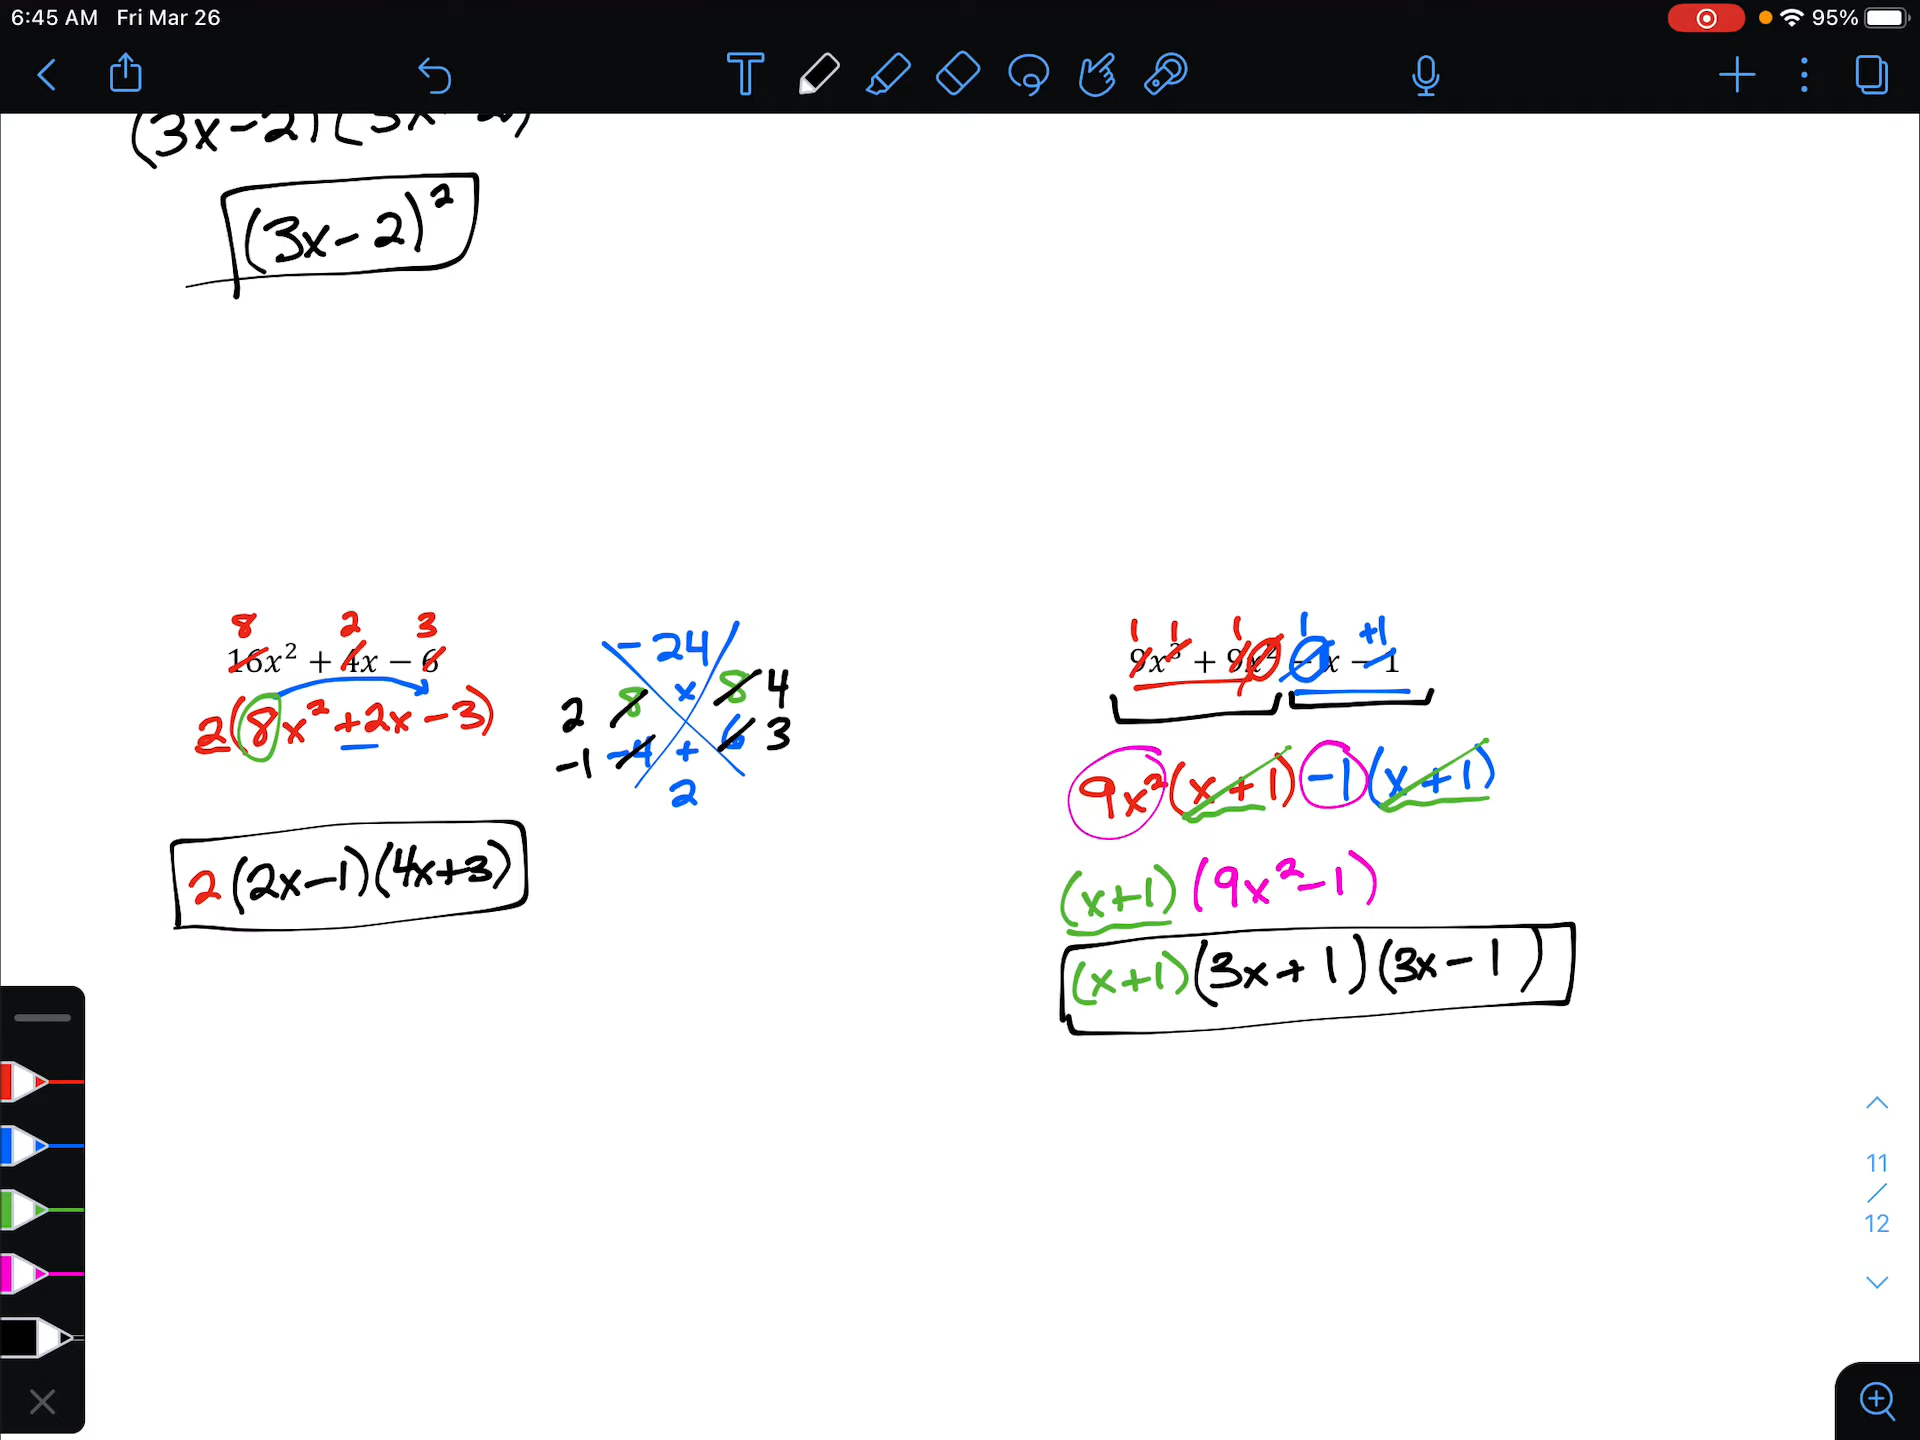 6:45 AM Fri Mar 26
95%
(3x-2)(3x
(3x-2)²
8 2 3
16x² + 4x - 6
2(8x² +2x -3)
-24
x
2 8 8 4
-1 -4 + 6 3
2
2(2x-1)(4x+3)
1 1 1 1 +1
9x³ + 9x² - x - 1
9x²(x+1) -1(x+1)
(x+1)(9x²-1)
(x+1)(3x+1)(3x-1)
11
/
12